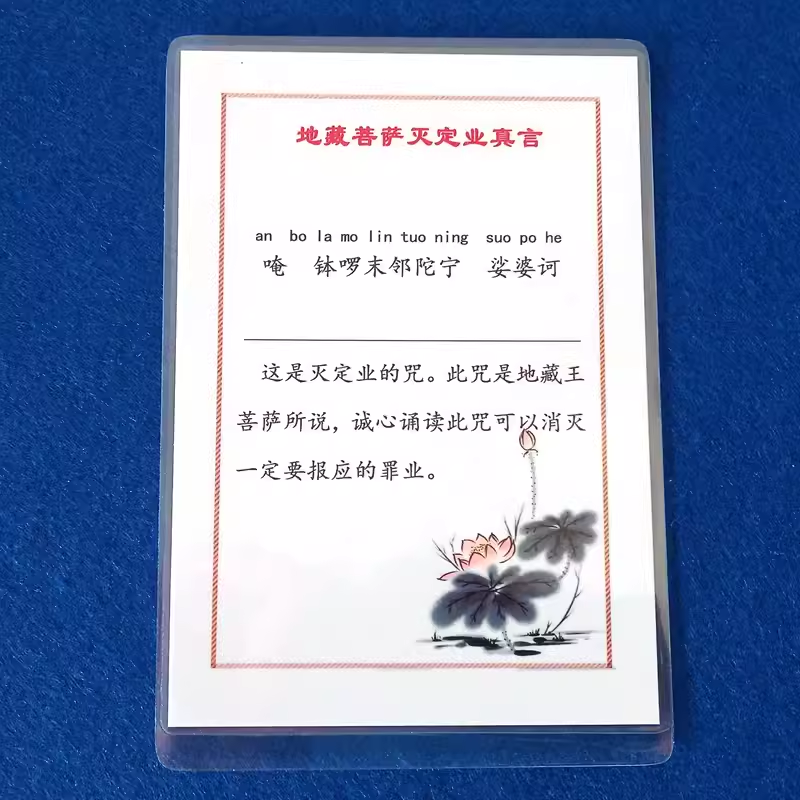 地藏菩萨灭定业真言
an bo la mo lin tuo ning suo po he
唵 钵啰末邻陀宁 娑婆诃
这是灭定业的咒。此咒是地藏王
菩萨所说，诚心诵读此咒可以消灭
一定要报应的罪业。